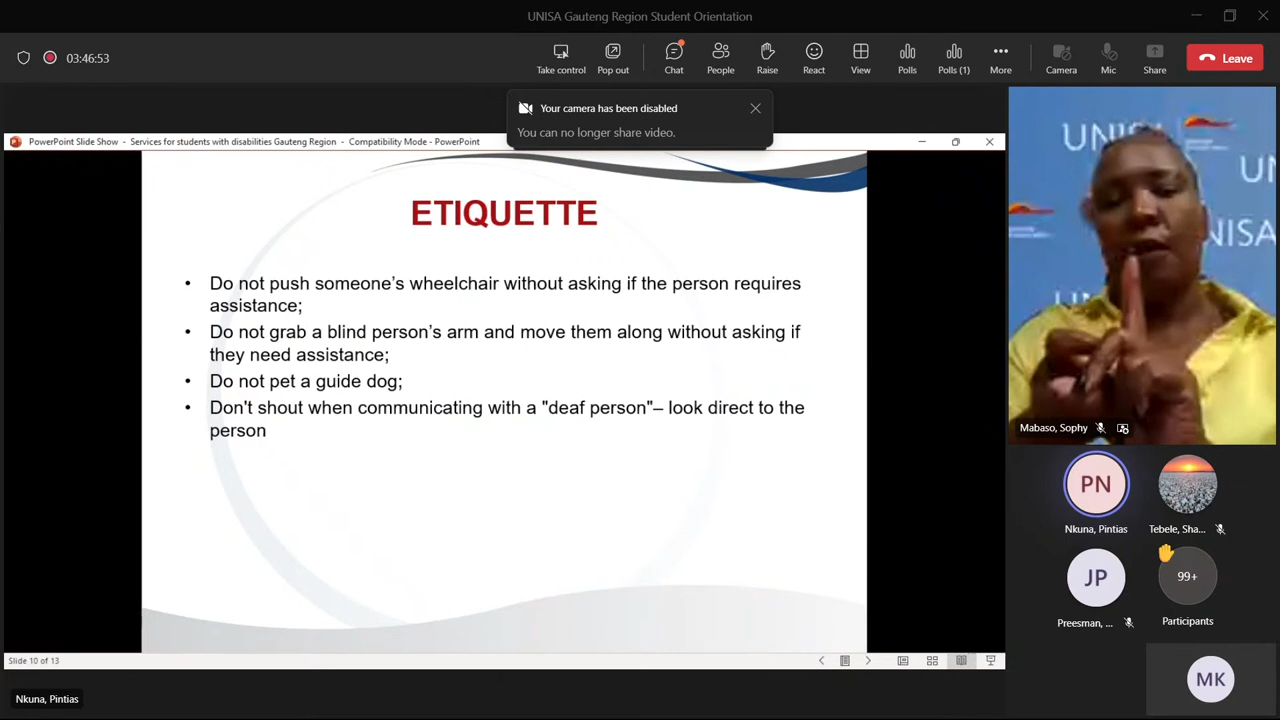 UNISA Gauteng Region Student Orientation
03:46:53
Take control
Pop out
Chat
People
Raise
React
View
Polls
Polls (1)
More
Camera
Mic
Share
Leave
Your camera has been disabled
You can no longer share video.
PowerPoint Slide Show - Services for students with disabilities Gauteng Region - Compatibility Mode - PowerPoint
ETIQUETTE
• Do not push someone's wheelchair without asking if the person requires
assistance;
• Do not grab a blind person's arm and move them along without asking if
they need assistance;
• Do not pet a guide dog;
• Don't shout when communicating with a "deaf person"– look direct to the
person
Slide 10 of 13
Nkuna, Pintias
UNISA
UNISA
Mabaso, Sophy
PN
Nkuna, Pintias
Tebele, Sha...
JP
Preesman, ...
99+
Participants
MK